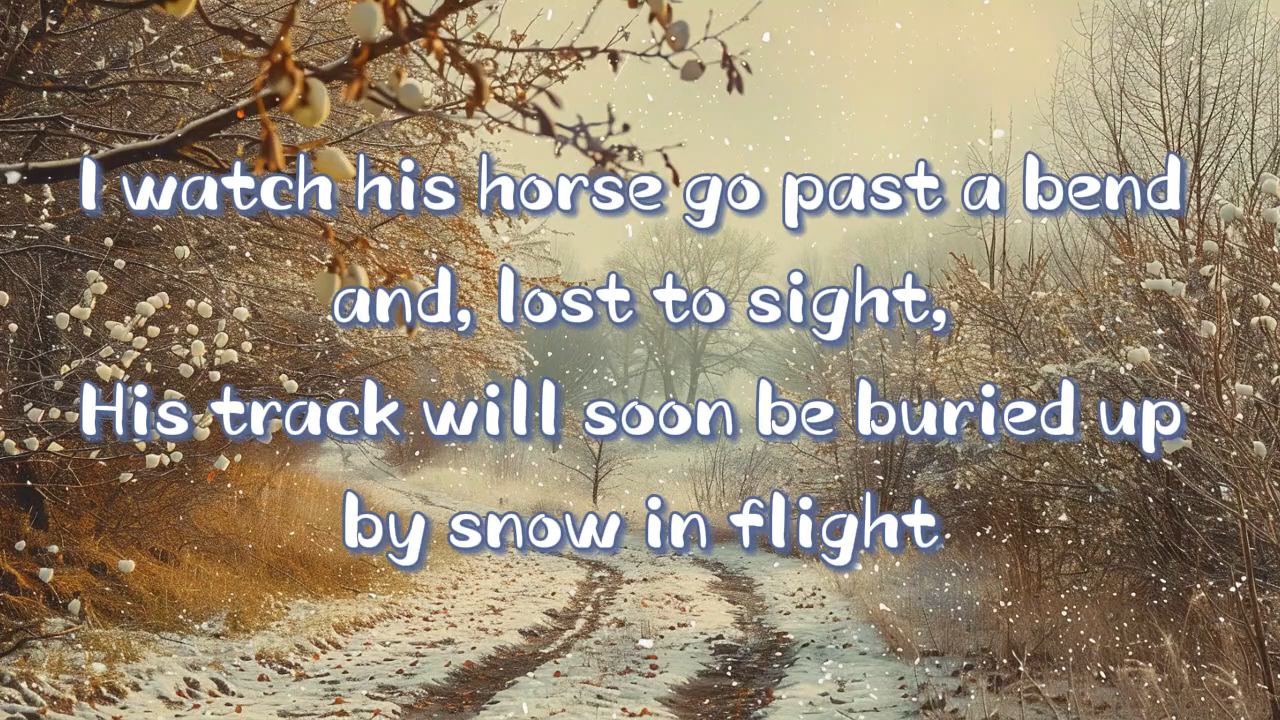 I watch his horse go past a bend
and, lost to sight,
His track will soon be buried up
by snow in flight